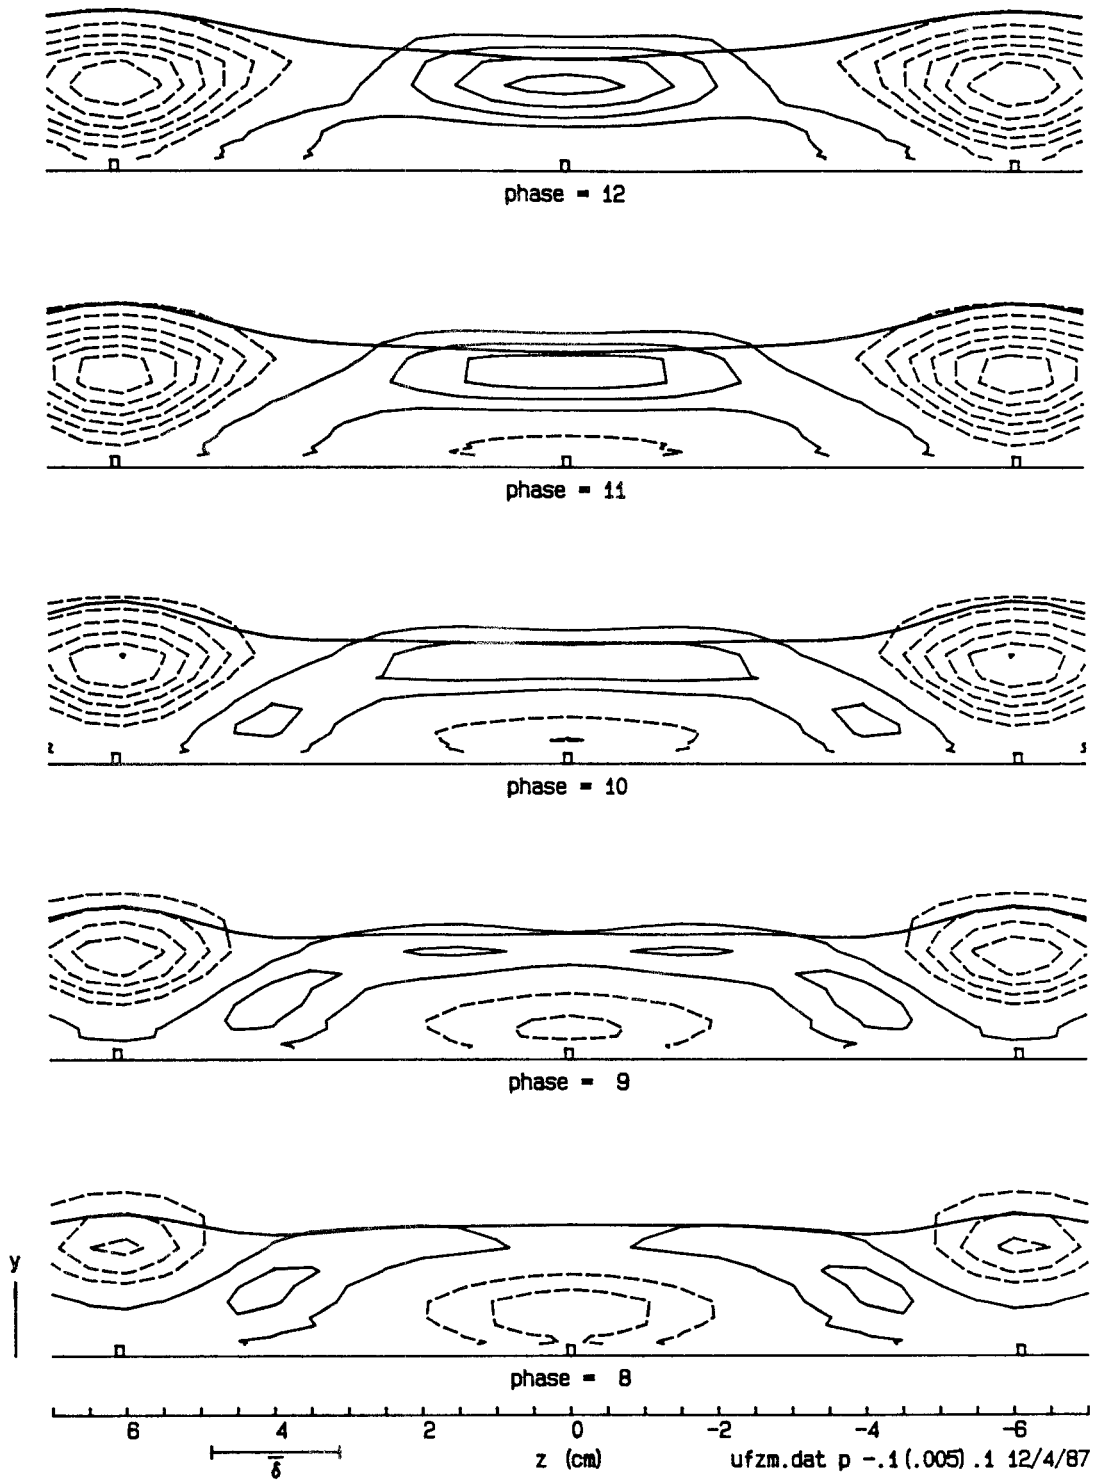 phase = 12
phase = 11
phase = 10
phase = 9
y
phase = 8
6 4 2 0 -2 -4 -6
δ̅ z (cm) ufzm.dat p -.1(.005).1 12/4/87